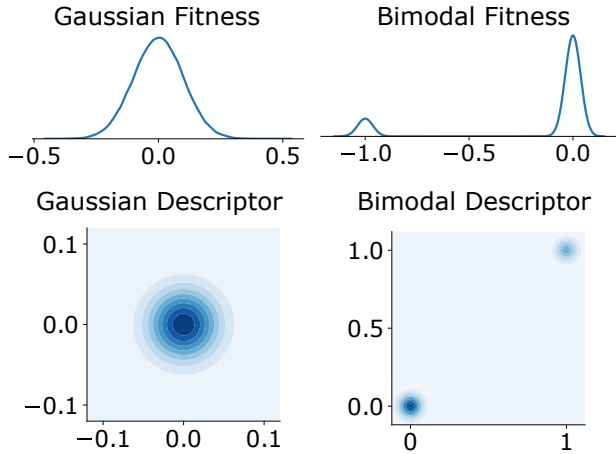 Gaussian Fitness
Bimodal Fitness
−0.5 0.0 0.5
−1.0 −0.5 0.0
Gaussian Descriptor
Bimodal Descriptor
0.1
0.0
−0.1
−0.1 0.0 0.1
1.0
0.5
0.0
0 1